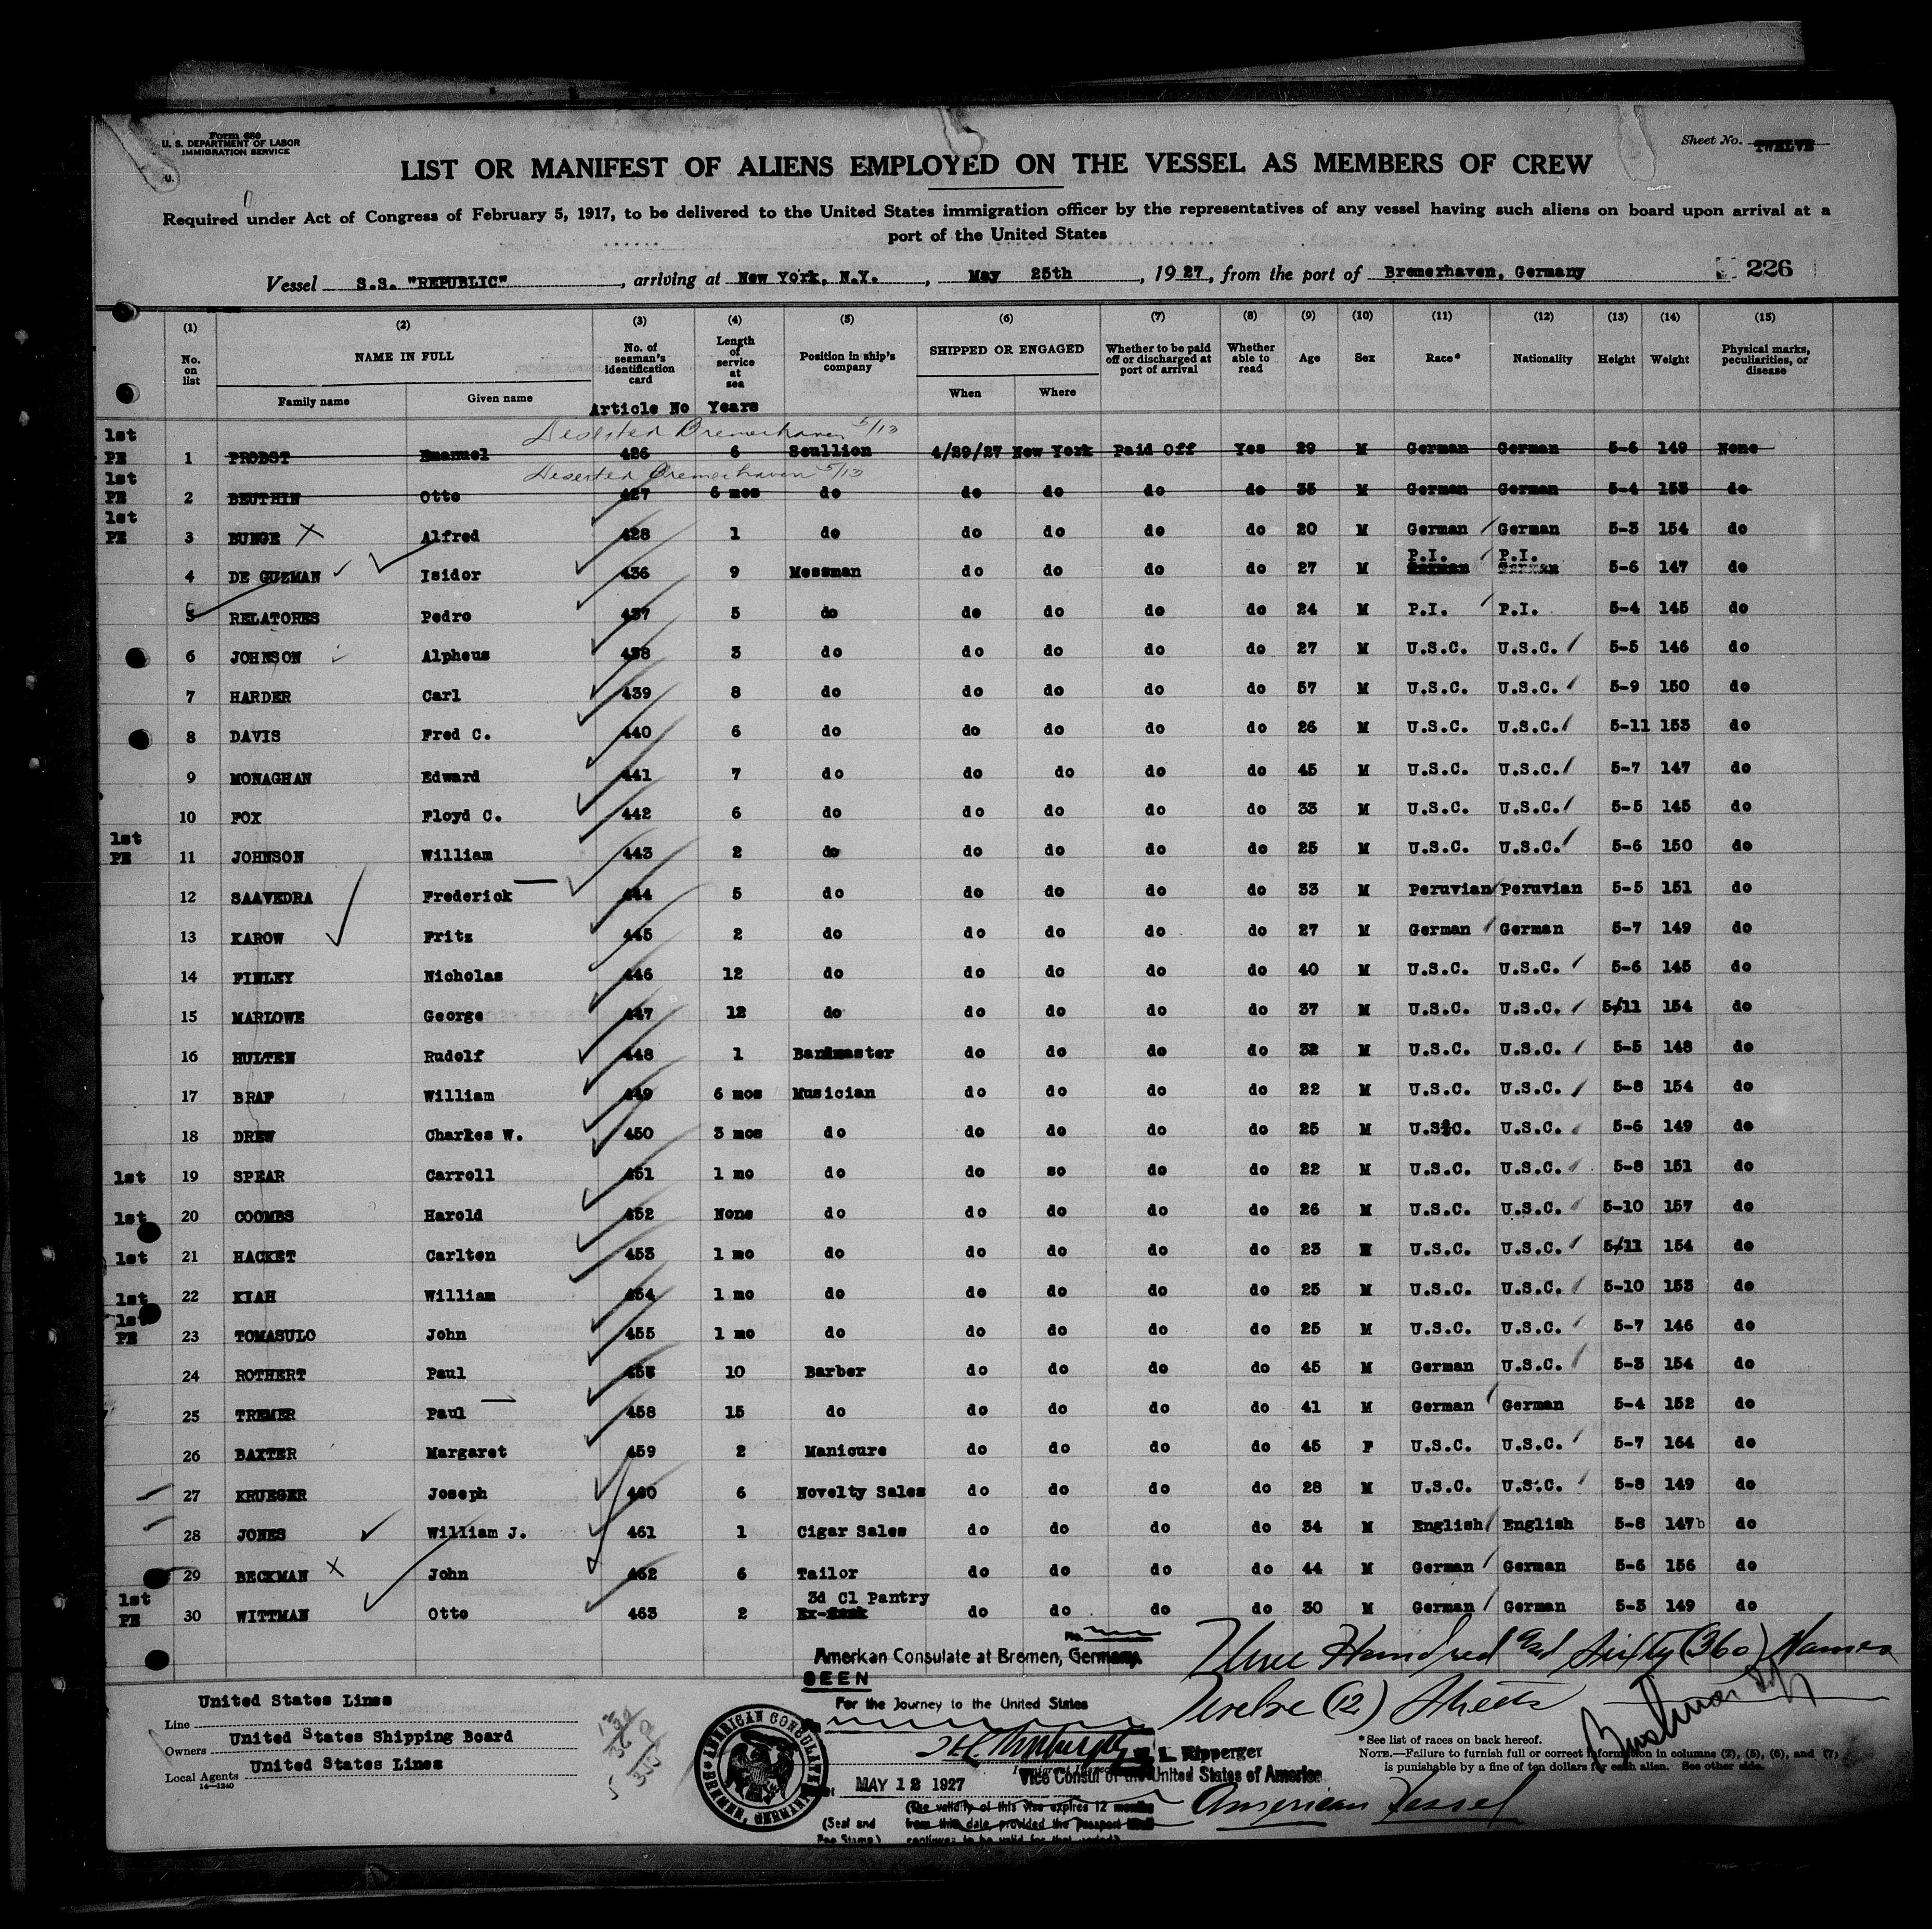 Form 680
U. S. DEPARTMENT OF LABOR
IMMIGRATION SERVICE
Sheet No. TWELVE
LIST OR MANIFEST OF ALIENS EMPLOYED ON THE VESSEL AS MEMBERS OF CREW
Required under Act of Congress of February 5, 1917, to be delivered to the United States immigration officer by the representatives of any vessel having such aliens on board upon arrival at a
port of the United States
Vessel S.S. "REPUBLIC", arriving at New York, N.Y., May 25th, 1927, from the port of Bremerhaven, Germany 226
(1) (2) (3) (4) (5) (6) (7) (8) (9) (10) (11) (12) (13) (14) (15)
No. on list NAME IN FULL No. of seaman's identification card Length of service at sea Position in ship's company SHIPPED OR ENGAGED Whether to be paid off or discharged at port of arrival Whether able to read Age Sex Race* Nationality Height Weight Physical marks, peculiarities, or disease
Family name Given name When Where
Article No Years
Deserted Bremerhaven 5/13
1st PE 1 PROBST Emanuel 426 6 Scullion 4/29/27 New York Paid Off Yes 29 M German German 5-6 149 None
Deserted Bremerhaven 5/13
1st PE 2 BEUTHIN Otto 427 6 mos do do do do do 35 M German German 5-4 153 do
1st PE 3 BUNGE Alfred 428 1 do do do do do 20 M German German 5-3 154 do
P.I. P.I.
4 DE GUZMAN Isidor 436 9 Messman do do do do 27 M German German 5-6 147 do
5 RELATORES Pedro 437 5 do do do do do 24 M P.I. P.I. 5-4 145 do
6 JOHNSON Alpheus 438 3 do do do do do 27 M U.S.C. U.S.C. 5-5 146 do
7 HARDER Carl 439 8 do do do do do 57 M U.S.C. U.S.C. 5-9 150 do
8 DAVIS Fred C. 440 6 do do do do do 26 M U.S.C. U.S.C. 5-11 153 do
9 MONAGHAN Edward 441 7 do do do do do 45 M U.S.C. U.S.C. 5-7 147 do
10 FOX Floyd C. 442 6 do do do do do 33 M U.S.C. U.S.C. 5-5 145 do
1st PE 11 JOHNSON William 443 2 do do do do do 25 M U.S.C. U.S.C. 5-6 150 do
12 SAAVEDRA Frederick 444 5 do do do do do 33 M Peruvian Peruvian 5-5 151 do
13 KAROW Fritz 445 2 do do do do do 27 M German German 5-7 149 do
14 FINLEY Nicholas 446 12 do do do do do 40 M U.S.C. U.S.C. 5-6 145 do
15 MARLOWE George 447 12 do do do do do 37 M U.S.C. U.S.C. 5/11 154 do
16 HULTEN Rudolf 448 1 Bandmaster do do do do 32 M U.S.C. U.S.C. 5-5 148 do
17 BRAF William 449 6 mos Musician do do do do 22 M U.S.C. U.S.C. 5-8 154 do
18 DREW Charkes W. 450 3 mos do do do do do 25 M U.S.C. U.S.C. 5-6 149 do
1st 19 SPEAR Carroll 451 1 mo do do so do do 22 M U.S.C. U.S.C. 5-8 151 do
1st 20 COOMBS Harold 452 None do do do do do 26 M U.S.C. U.S.C. 5-10 157 do
1st 21 HACKET Carlten 453 1 mo do do do do do 23 M U.S.C. U.S.C. 5/11 154 do
1st 22 KIAH William 454 1 mo do do do do do 25 M U.S.C. U.S.C. 5-10 153 do
1st PE 23 TOMASULO John 455 1 mo do do do do do 25 M U.S.C. U.S.C. 5-7 146 do
24 ROTHERT Paul 10 Barber do do do do 45 M German U.S.C. 5-3 154 do
25 TREMER Paul 458 15 do do do do do 41 M German German 5-4 152 do
26 BAXTER Margaret 459 2 Manicure do do do do 45 F U.S.C. U.S.C. 5-7 164 do
27 KRUEGER Joseph 460 6 Novelty Sales do do do do 28 M U.S.C. U.S.C. 5-8 149 do
28 JONES William J. 461 1 Cigar Sales do do do do 34 M English English 5-8 147b do
29 BECKMAN John 462 6 Tailor do do do do 44 M German German 5-6 156 do
3d Cl Pantry
1st PE 30 WITTMAN Otto 463 2 do do do do 30 M German German 5-3 149 do
American Consulate at Bremen, Germany.
SEEN
For the Journey to the United States
Three Hundred and Sixty (360) Names
Twelve (12) Sheets
United States Lines
Line
United States Shipping Board
Owners
United States Lines
Local Agents
14-1240
AMERICAN CONSULATE BREMEN, GERMANY.
L. Ripperger
Vice Consul of the United States of America
MAY 12 1927
(The validity of this visa expires 12 months
from this date, provided the passport
continues to be valid for that period)
(Seal and
Fee Stamp)
*See list of races on back hereof.
NOTE.—Failure to furnish full or correct information in columns (2), (5), (6), and (7)
is punishable by a fine of ten dollars for each alien. See other side.
American Vessel